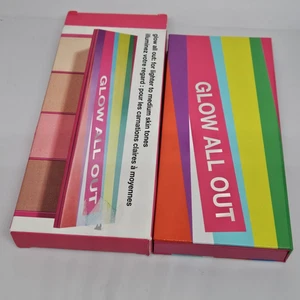 glow all out: for lighter to medium skin tones
illuminez votre regard : pour les carnations claires à moyennes
GLOW ALL OUT
GLOW ALL OUT